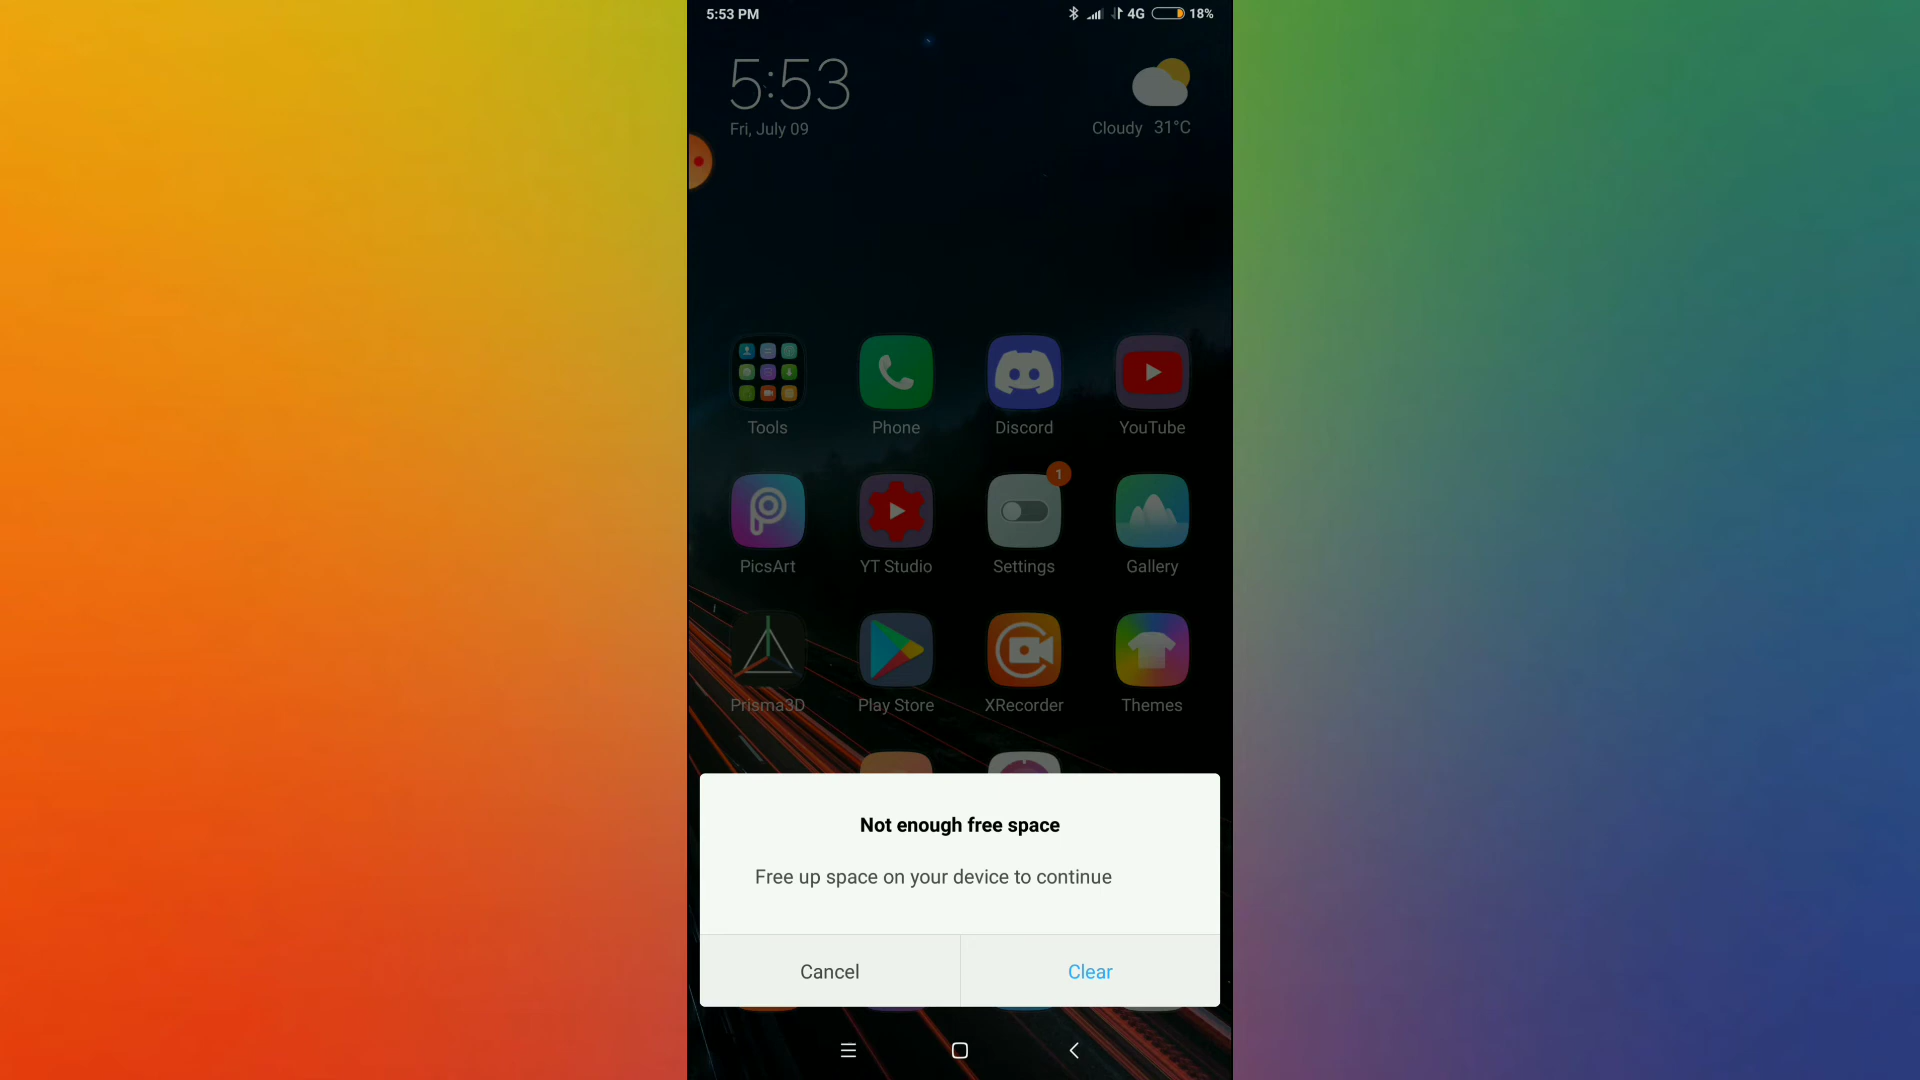 5:53 PM 4G 18%
5:53
Fri, July 09
Cloudy 31°C
Tools Phone Discord YouTube
1
PicsArt YT Studio Settings Gallery
Prisma3D Play Store XRecorder Themes
Not enough free space
Free up space on your device to continue
Cancel Clear